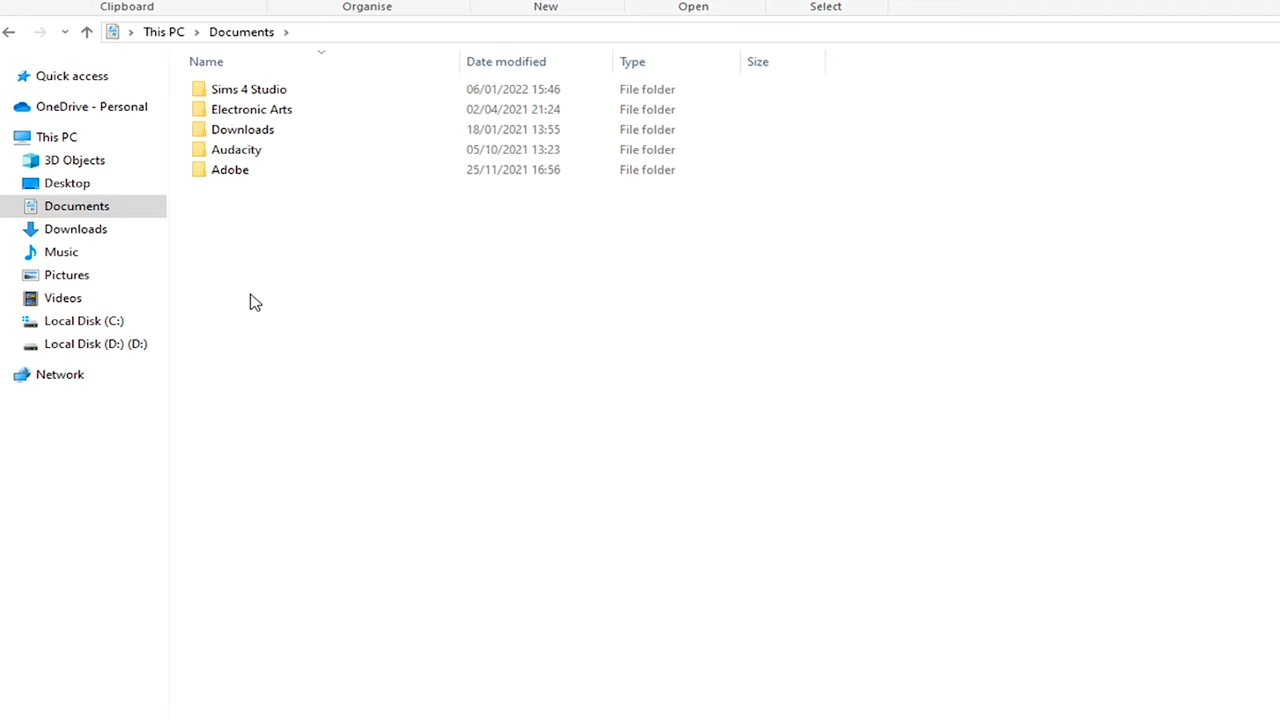 Clipboard Organise New Open Select
This PC Documents
Name Date modified Type Size
Quick access
OneDrive - Personal
This PC
3D Objects
Desktop
Documents
Downloads
Music
Pictures
Videos
Local Disk (C:)
Local Disk (D:) (D:)
Network
Sims 4 Studio 06/01/2022 15:46 File folder
Electronic Arts 02/04/2021 21:24 File folder
Downloads 18/01/2021 13:55 File folder
Audacity 05/10/2021 13:23 File folder
Adobe 25/11/2021 16:56 File folder